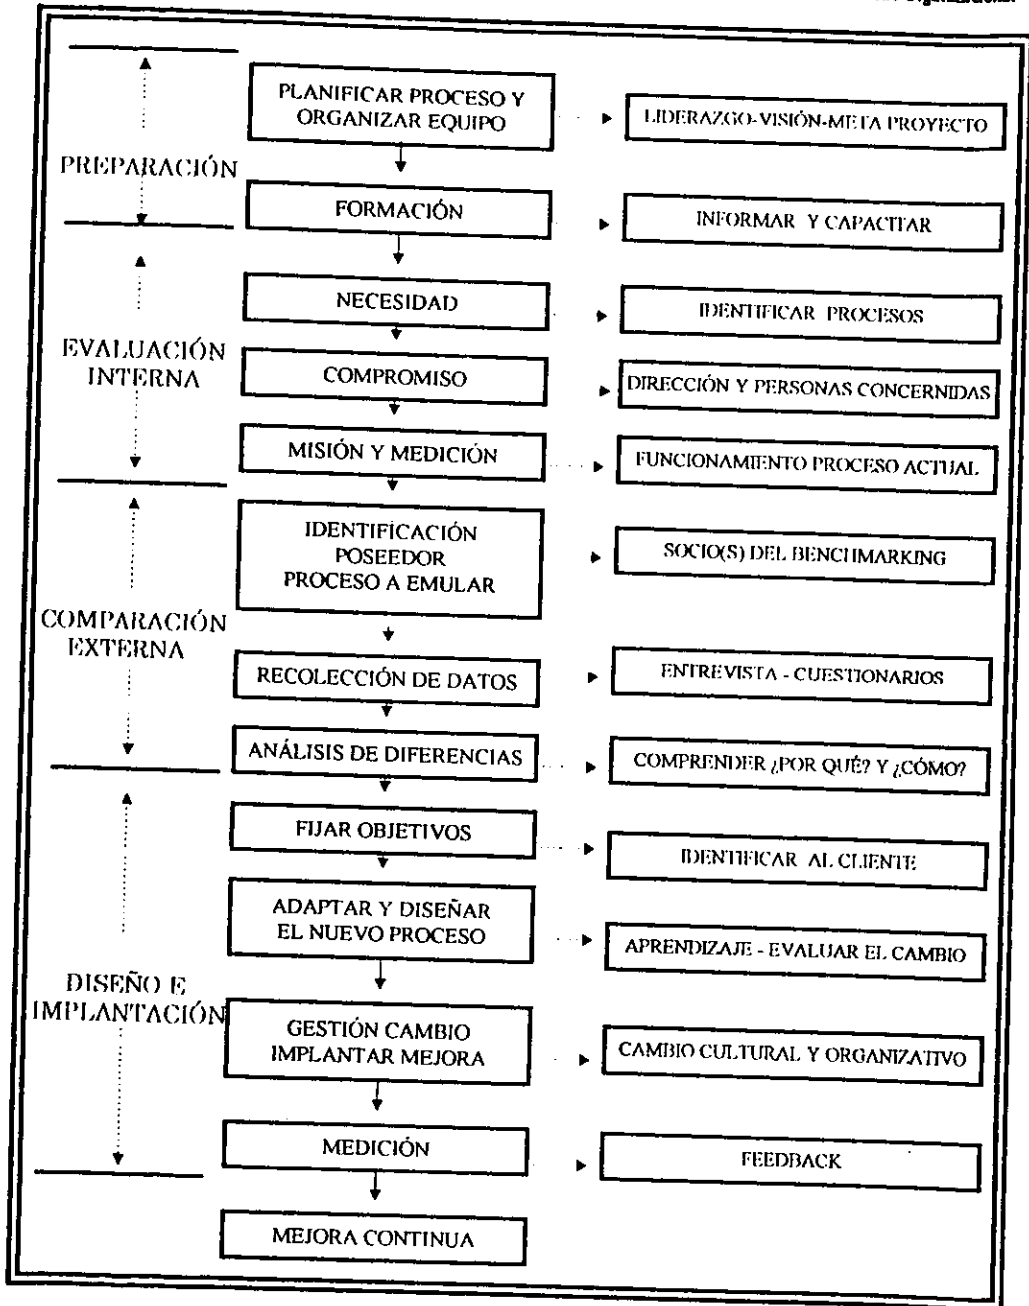 PLANIFICAR PROCESO Y
ORGANIZAR EQUIPO
LIDERAZGO-VISIÓN-META PROYECTO
PREPARACIÓN
FORMACIÓN
INFORMAR Y CAPACITAR
NECESIDAD
IDENTIFICAR PROCESOS
EVALUACIÓN
INTERNA
COMPROMISO
DIRECCIÓN Y PERSONAS CONCERNIDAS
MISIÓN Y MEDICIÓN
FUNCIONAMIENTO PROCESO ACTUAL
IDENTIFICACIÓN
POSEEDOR
PROCESO A EMULAR
SOCIO(S) DEL BENCHMARKING
COMPARACIÓN
EXTERNA
RECOLECCIÓN DE DATOS
ENTREVISTA - CUESTIONARIOS
ANÁLISIS DE DIFERENCIAS
COMPRENDER ¿POR QUÉ? Y ¿CÓMO?
FIJAR OBJETIVOS
IDENTIFICAR AL CLIENTE
ADAPTAR Y DISEÑAR
EL NUEVO PROCESO
APRENDIZAJE - EVALUAR EL CAMBIO
DISEÑO E
IMPLANTACIÓN
GESTIÓN CAMBIO
IMPLANTAR MEJORA
CAMBIO CULTURAL Y ORGANIZATIVO
MEDICIÓN
FEEDBACK
MEJORA CONTINUA